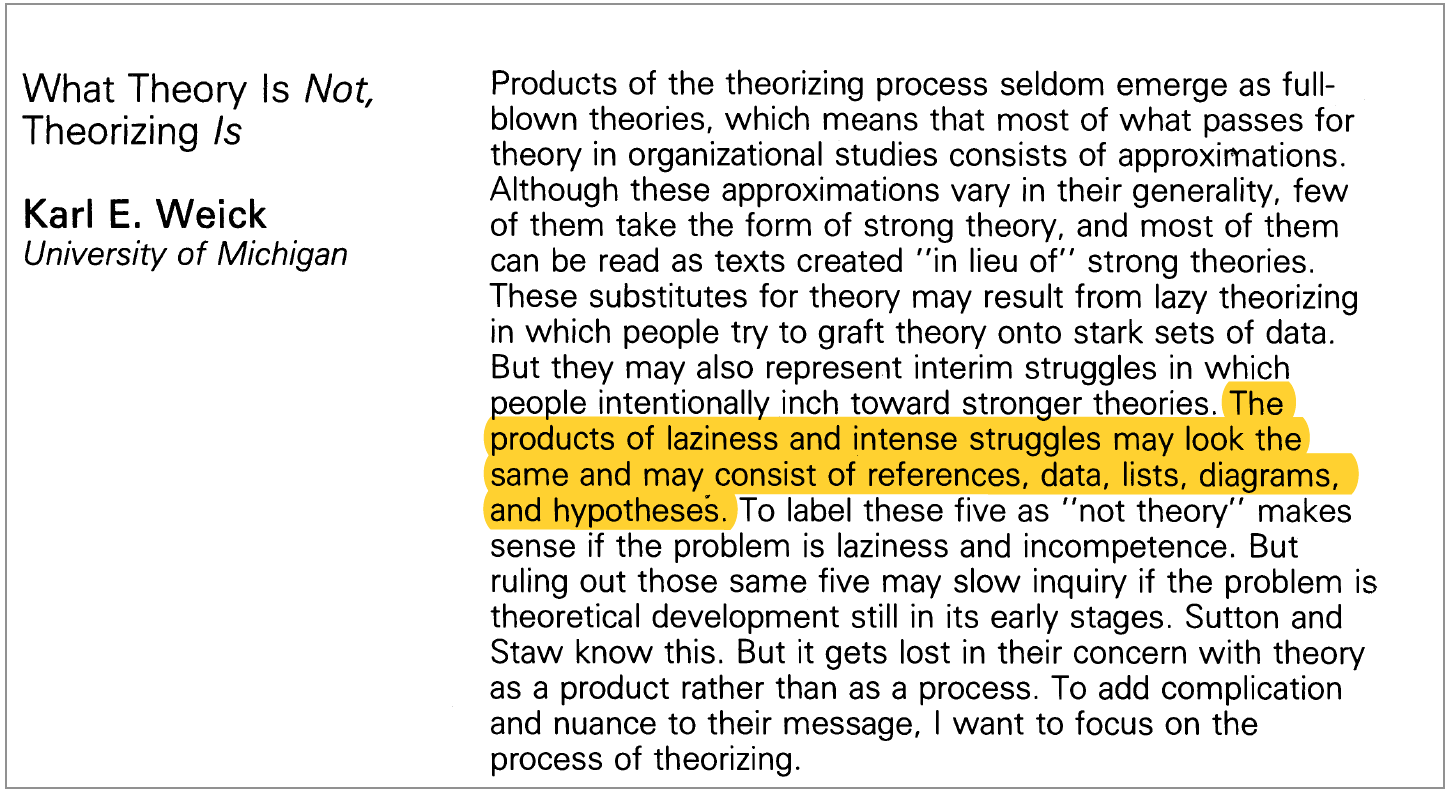 What Theory Is Not,
Theorizing Is
Karl E. Weick
University of Michigan
Products of the theorizing process seldom emerge as full-
blown theories, which means that most of what passes for
theory in organizational studies consists of approximations.
Although these approximations vary in their generality, few
of them take the form of strong theory, and most of them
can be read as texts created "in lieu of" strong theories.
These substitutes for theory may result from lazy theorizing
in which people try to graft theory onto stark sets of data.
But they may also represent interim struggles in which
people intentionally inch toward stronger theories. The
products of laziness and intense struggles may look the
same and may consist of references, data, lists, diagrams,
and hypotheses. To label these five as "not theory" makes
sense if the problem is laziness and incompetence. But
ruling out those same five may slow inquiry if the problem is
theoretical development still in its early stages. Sutton and
Staw know this. But it gets lost in their concern with theory
as a product rather than as a process. To add complication
and nuance to their message, I want to focus on the
process of theorizing.